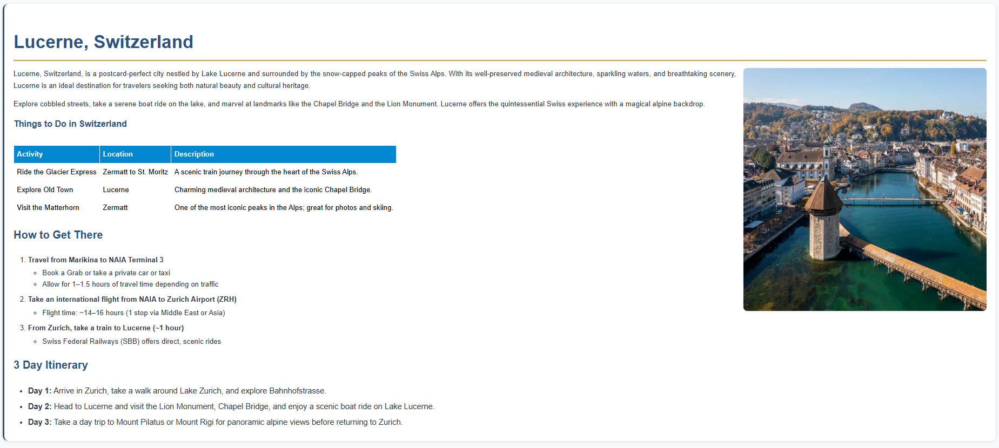 Lucerne, Switzerland
Lucerne, Switzerland, is a postcard-perfect city nestled by Lake Lucerne and surrounded by the snow-capped peaks of the Swiss Alps. With its well-preserved medieval architecture, sparkling waters, and breathtaking scenery,
Lucerne is an ideal destination for travelers seeking both natural beauty and cultural heritage.
Explore cobbled streets, take a serene boat ride on the lake, and marvel at landmarks like the Chapel Bridge and the Lion Monument. Lucerne offers the quintessential Swiss experience with a magical alpine backdrop.
Things to Do in Switzerland
Activity Location Description
Ride the Glacier Express Zermatt to St. Moritz A scenic train journey through the heart of the Swiss Alps.
Explore Old Town Lucerne Charming medieval architecture and the iconic Chapel Bridge.
Visit the Matterhorn Zermatt One of the most iconic peaks in the Alps; great for photos and skiing.
How to Get There
1. Travel from Marikina to NAIA Terminal 3
◦ Book a Grab or take a private car or taxi
◦ Allow for 1–1.5 hours of travel time depending on traffic
2. Take an international flight from NAIA to Zurich Airport (ZRH)
◦ Flight time: ~14–16 hours (1 stop via Middle East or Asia)
3. From Zurich, take a train to Lucerne (~1 hour)
◦ Swiss Federal Railways (SBB) offers direct, scenic rides
3 Day Itinerary
• Day 1: Arrive in Zurich, take a walk around Lake Zurich, and explore Bahnhofstrasse.
• Day 2: Head to Lucerne and visit the Lion Monument, Chapel Bridge, and enjoy a scenic boat ride on Lake Lucerne.
• Day 3: Take a day trip to Mount Pilatus or Mount Rigi for panoramic alpine views before returning to Zurich.